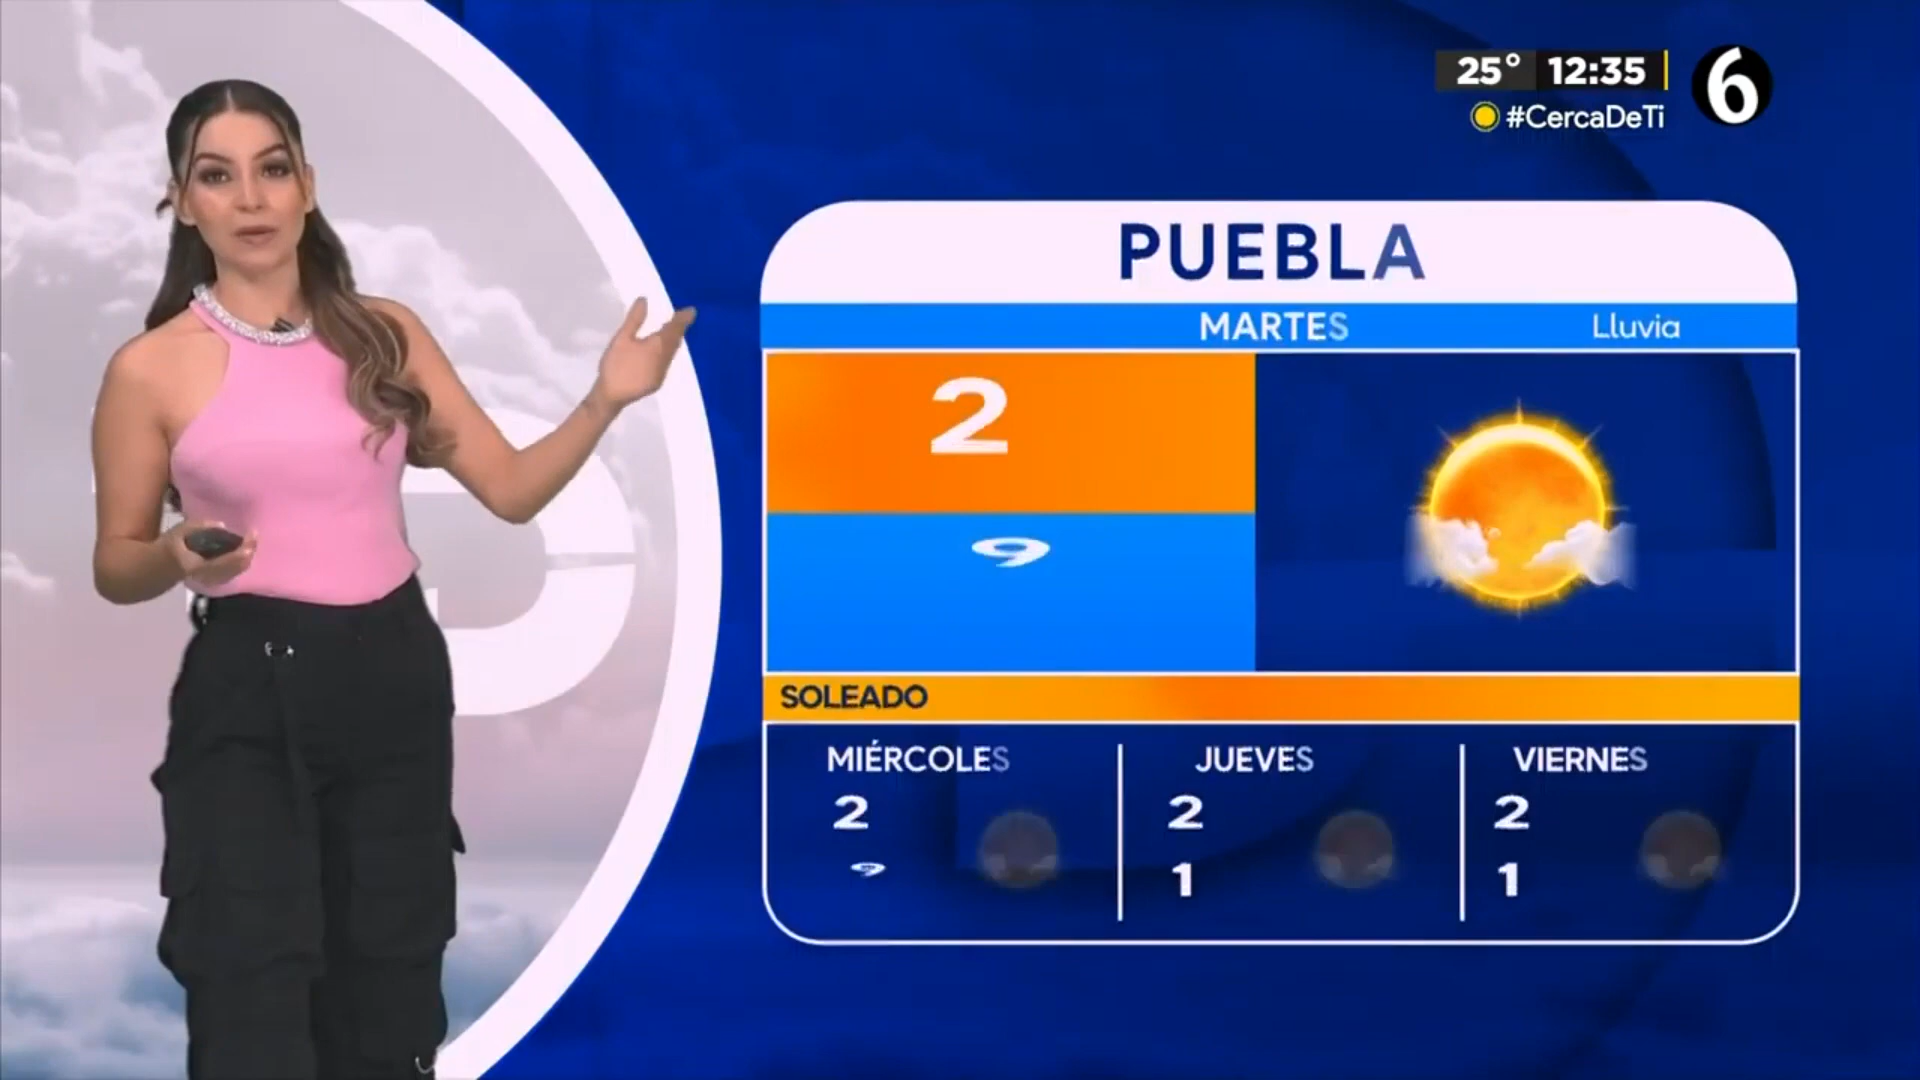 25° 12:35
#CercaDeTi
6
PUEBLA
MARTES
Lluvia
2
9
SOLEADO
MIÉRCOLES
JUEVES
VIERNES
2
2
2
9
1
1